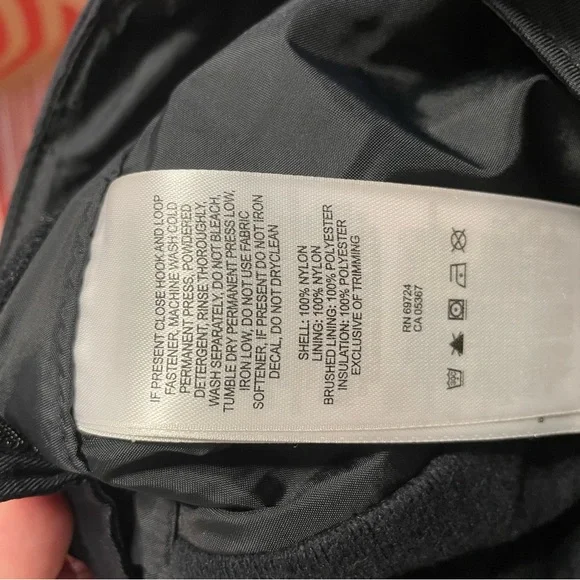 IF PRESENT CLOSE HOOK AND LOOP
FASTENER, MACHINE WASH COLD
PERMANENT PRESS, POWDERED
DETERGENT, RINSE THOROUGHLY,
WASH SEPARATELY, DO NOT BLEACH,
TUMBLE DRY PERMANENT PRESS LOW,
IRON LOW, DO NOT USE FABRIC
SOFTENER, IF PRESENT DO NOT IRON
DECAL, DO NOT DRYCLEAN
SHELL: 100% NYLON
LINING: 100% NYLON
BRUSHED LINING: 100% POLYESTER
INSULATION: 100% POLYESTER
EXCLUSIVE OF TRIMMING
RN 69724
CA 05367